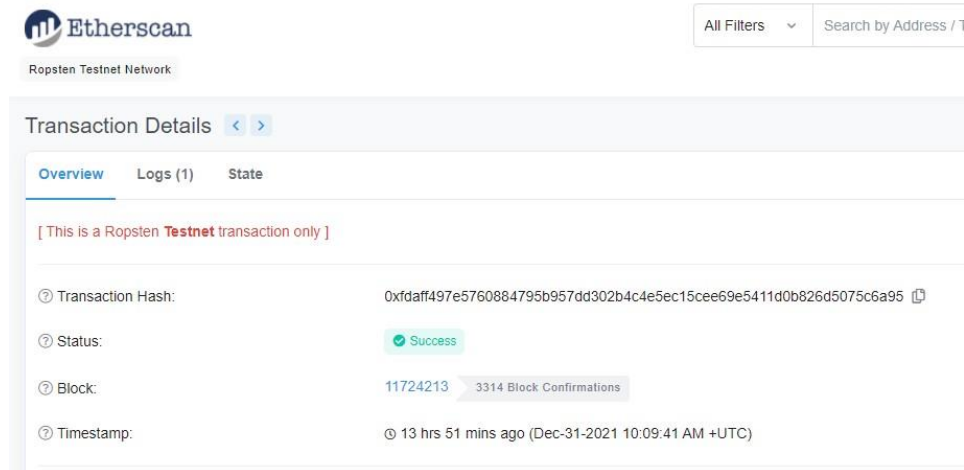 Etherscan
All Filters
Search by Address /
Ropsten Testnet Network
Transaction Details
Overview Logs (1) State
[ This is a Ropsten Testnet transaction only ]
Transaction Hash: 0xfdaff497e5760884795b957dd302b4c4e5ec15cee69e5411d0b826d5075c6a95
Status: Success
Block: 11724213 3314 Block Confirmations
Timestamp: 13 hrs 51 mins ago (Dec-31-2021 10:09:41 AM +UTC)